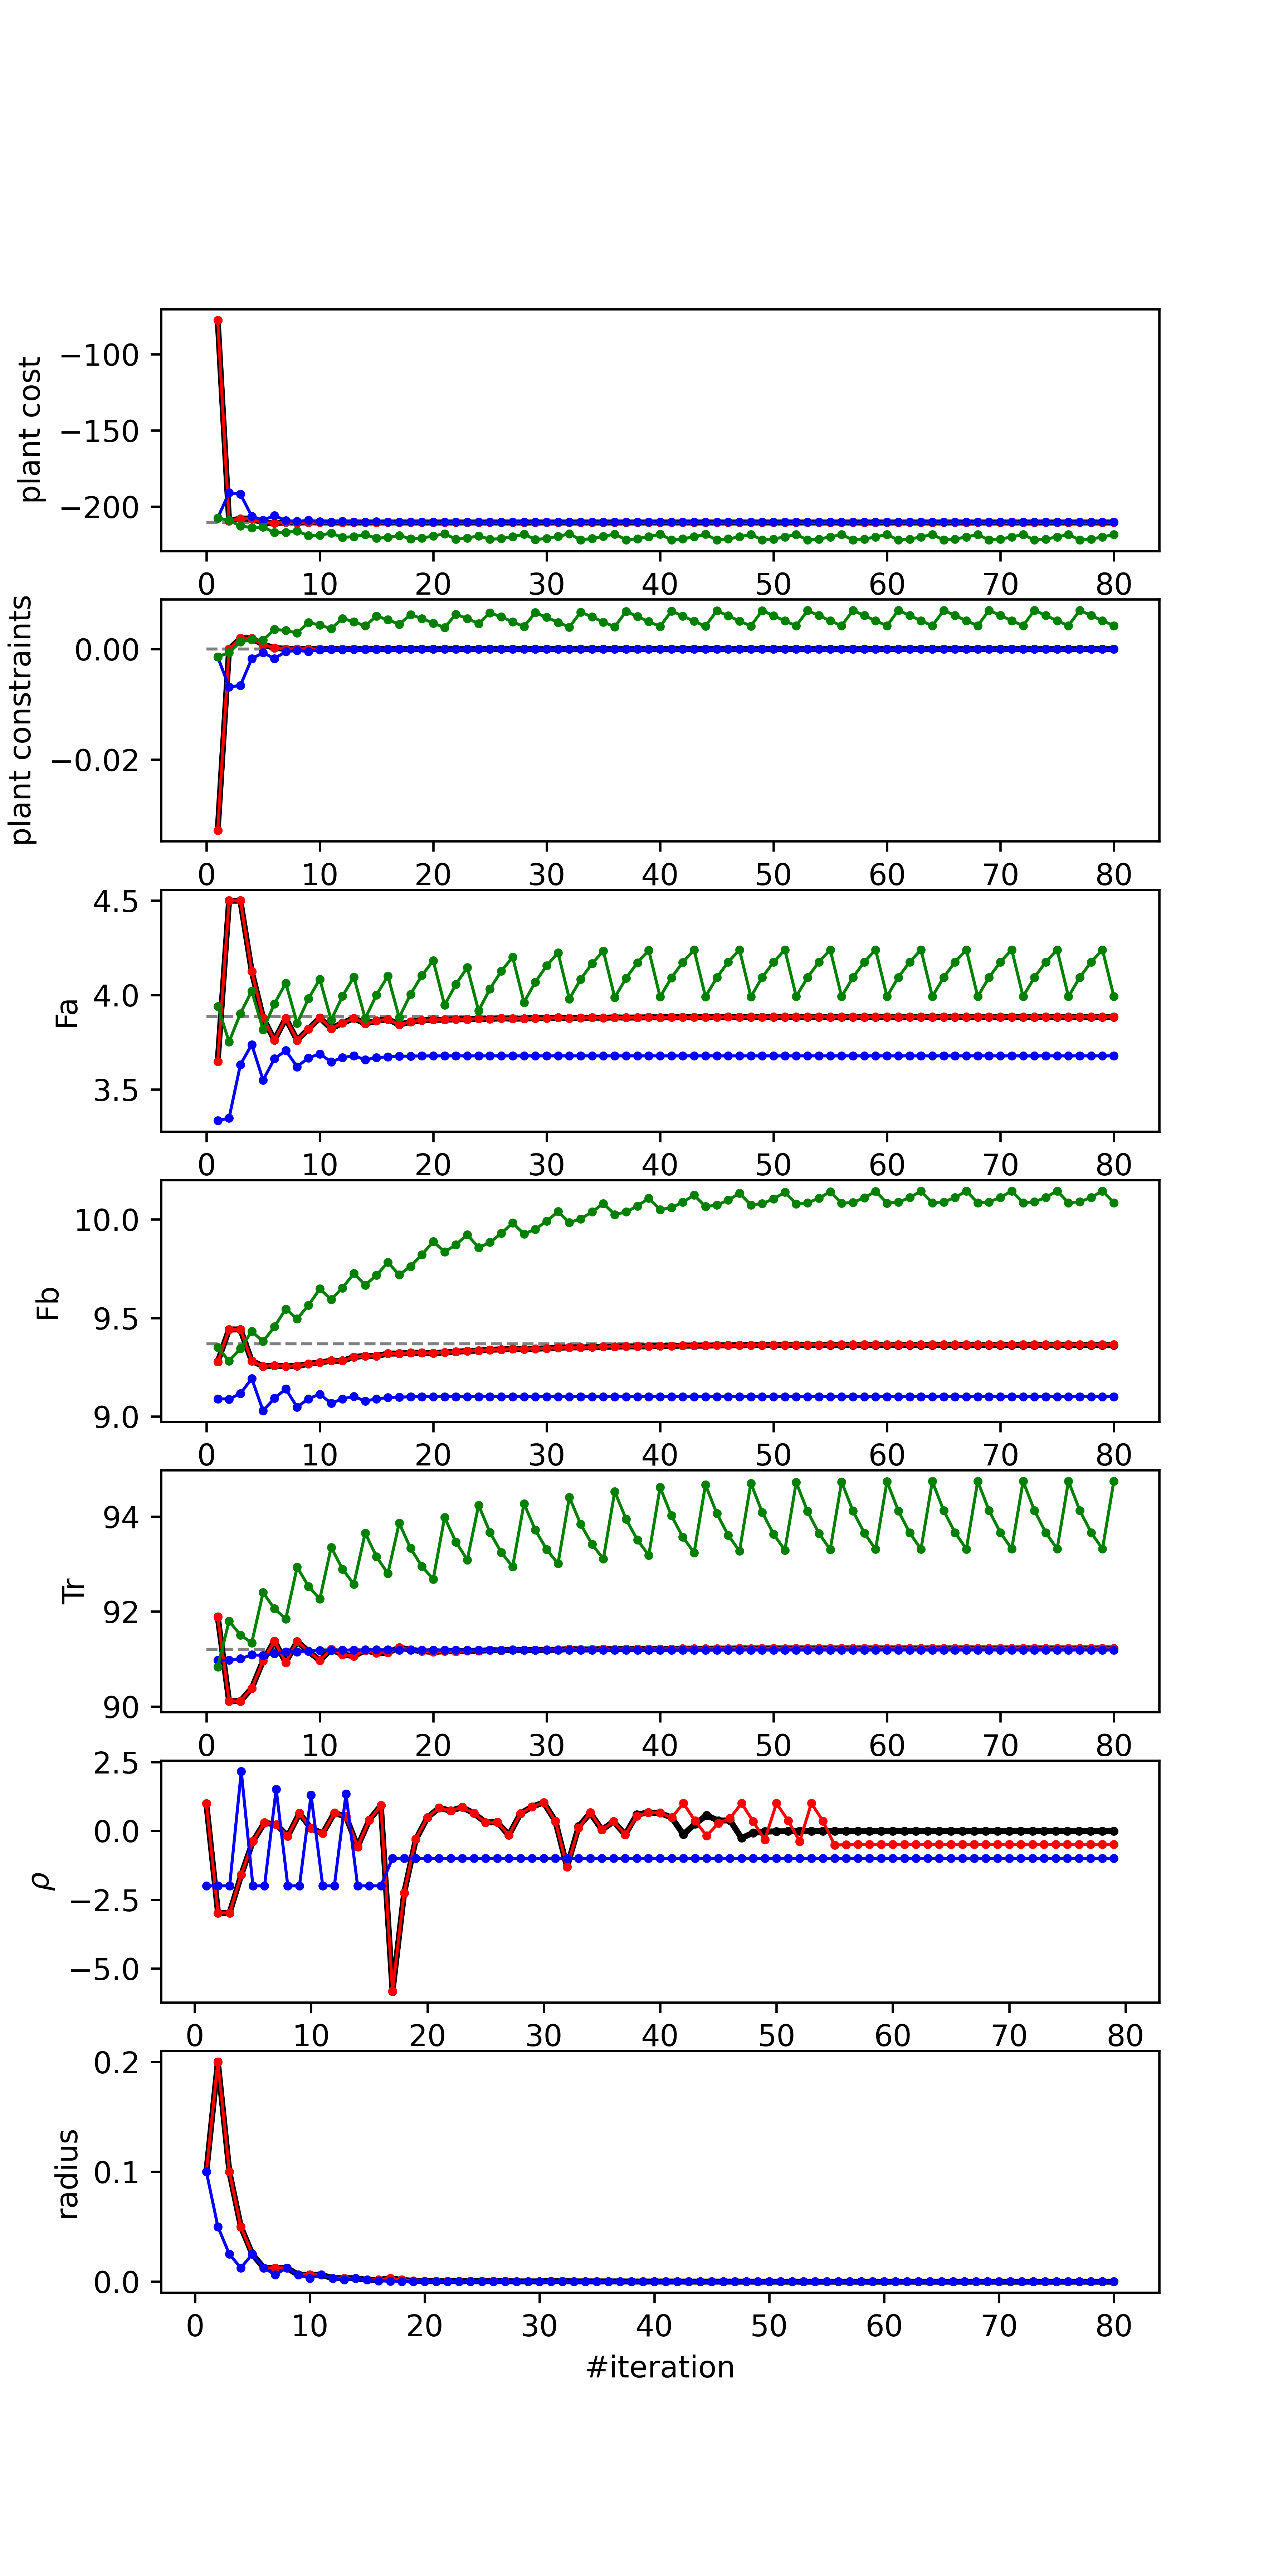 plant cost
−100
−150
−200
0 10 20 30 40 50 60 70 80
plant constraints
0.00
−0.02
0 10 20 30 40 50 60 70 80
Fa
4.5
4.0
3.5
0 10 20 30 40 50 60 70 80
Fb
10.0
9.5
9.0
0 10 20 30 40 50 60 70 80
Tr
94
92
90
0 10 20 30 40 50 60 70 80
ρ
2.5
0.0
−2.5
−5.0
0 10 20 30 40 50 60 70 80
radius
0.2
0.1
0.0
0 10 20 30 40 50 60 70 80
#iteration